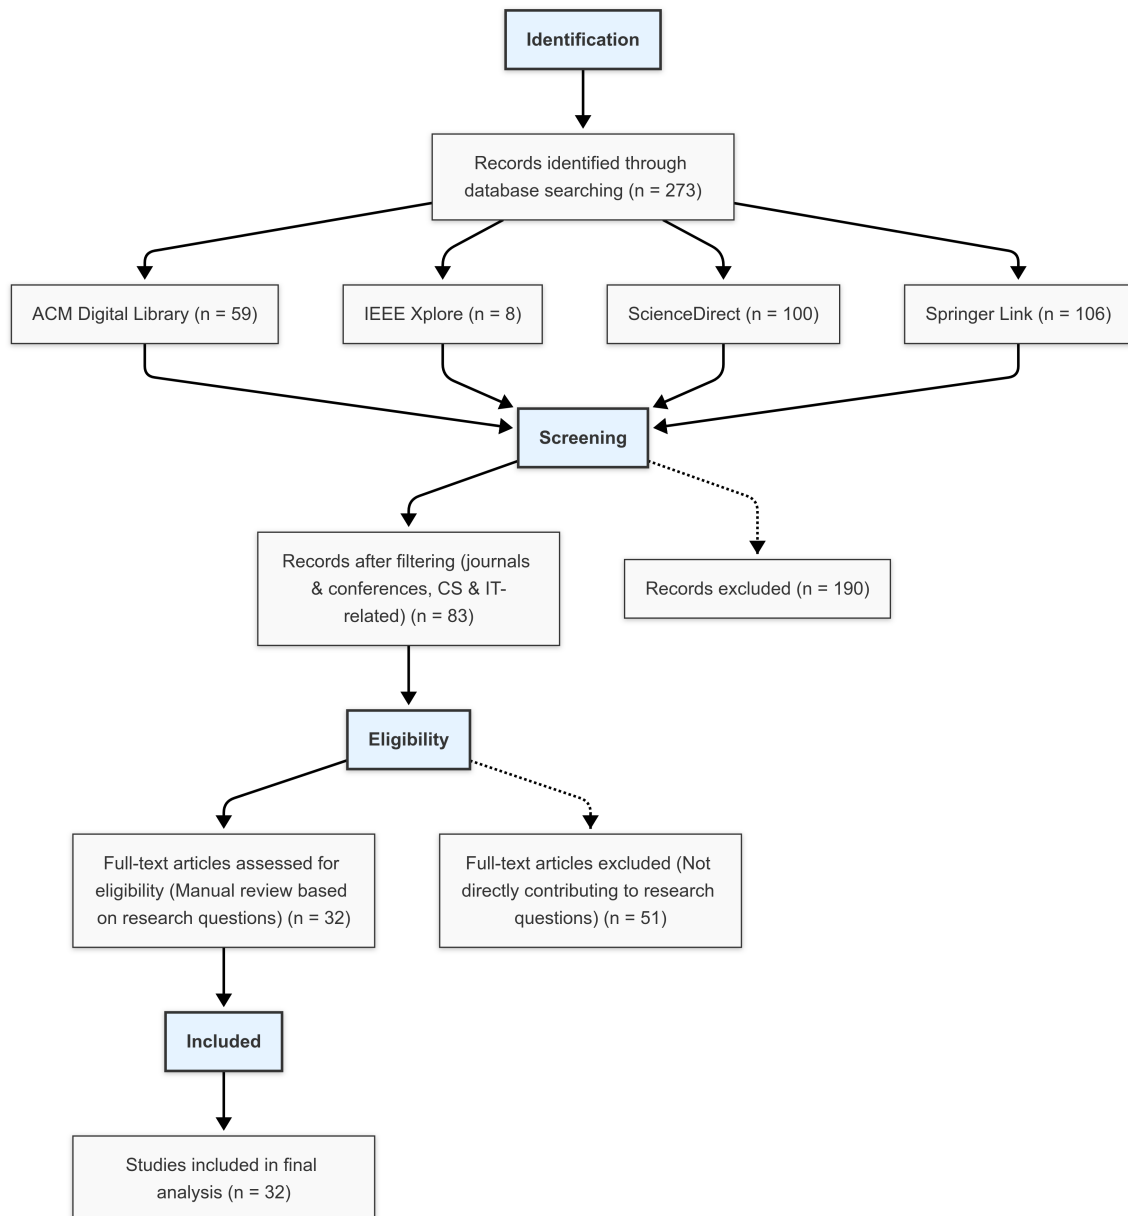 Identification
Records identified through
database searching (n = 273)
ACM Digital Library (n = 59)
IEEE Xplore (n = 8)
ScienceDirect (n = 100)
Springer Link (n = 106)
Screening
Records after filtering (journals
& conferences, CS & IT-
related) (n = 83)
Records excluded (n = 190)
Eligibility
Full-text articles assessed for
eligibility (Manual review based
on research questions) (n = 32)
Full-text articles excluded (Not
directly contributing to research
questions) (n = 51)
Included
Studies included in final
analysis (n = 32)